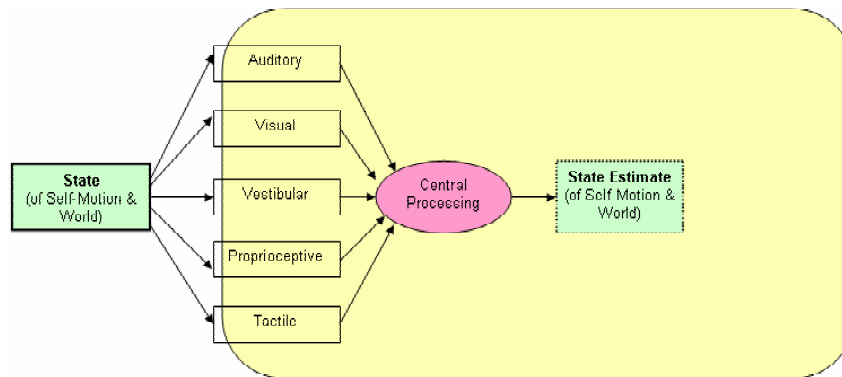 Auditory
Visual
State
(of Self-Motion &
World)
Vestibular
Central
Processing
State Estimate
(of Self Motion &
World)
Proprioceptive
Tactile